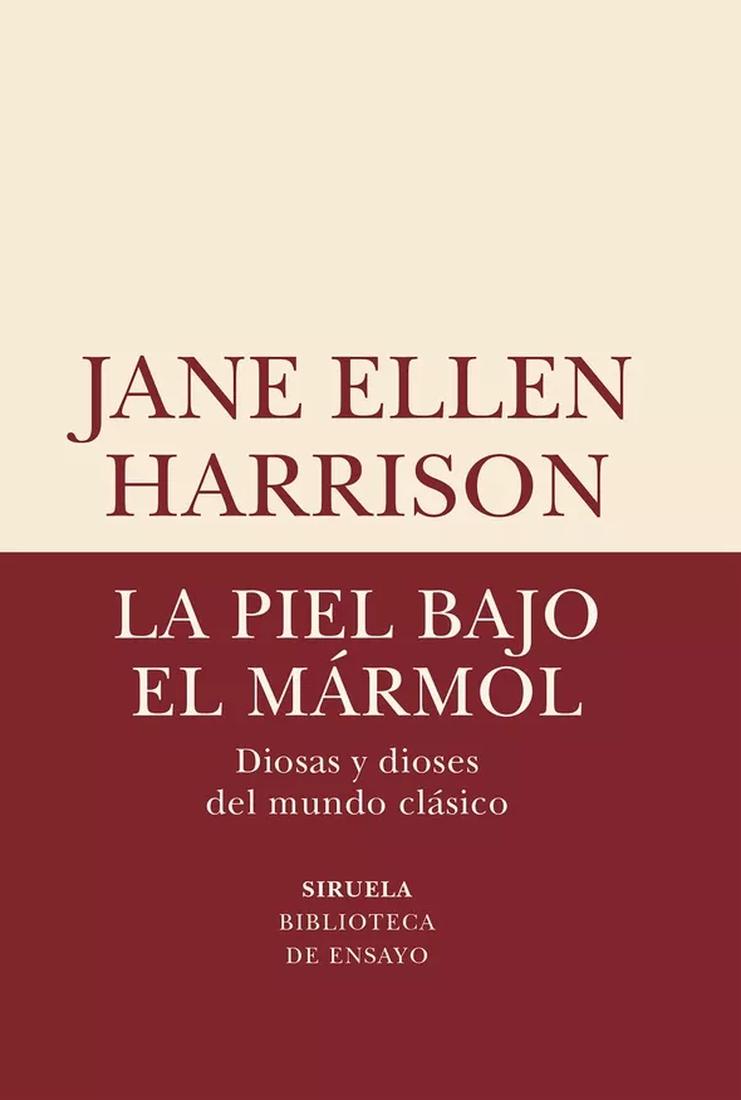 JANE ELLEN
HARRISON
LA PIEL BAJO
EL MÁRMOL
Diosas y dioses
del mundo clásico
SIRUELA
BIBLIOTECA
DE ENSAYO